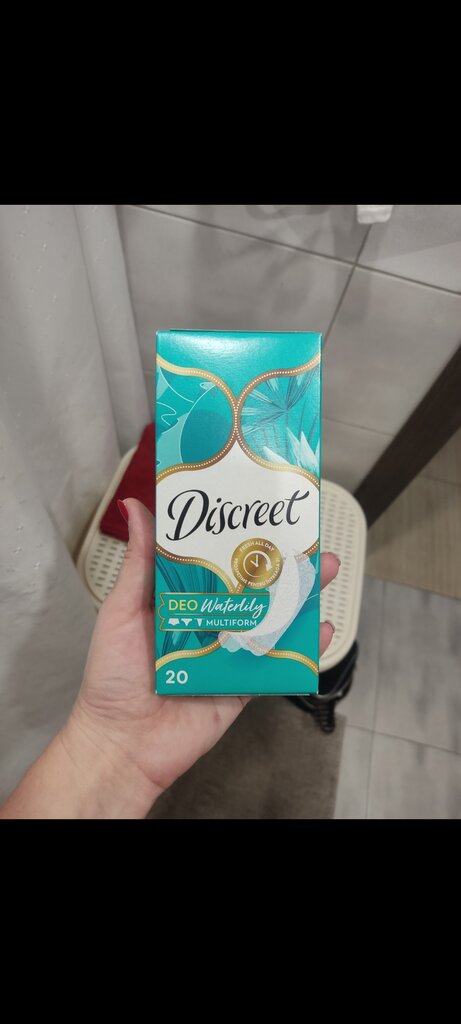 Discreet
FRESH ALL DAY
DEO Waterlily
MULTIFORM
20